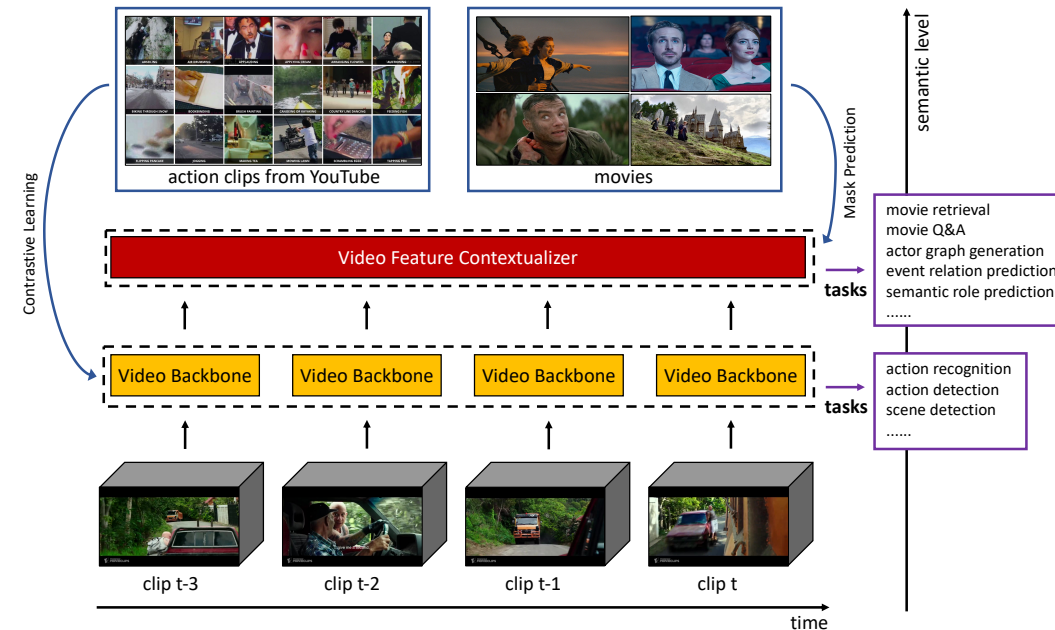 action clips from YouTube
movies
semantic level
Contrastive Learning
Mask Prediction
Video Feature Contextualizer
tasks
movie retrieval
movie Q&A
actor graph generation
event relation prediction
semantic role prediction
......
Video Backbone
Video Backbone
Video Backbone
Video Backbone
tasks
action recognition
action detection
scene detection
......
clip t-3
clip t-2
clip t-1
clip t
time